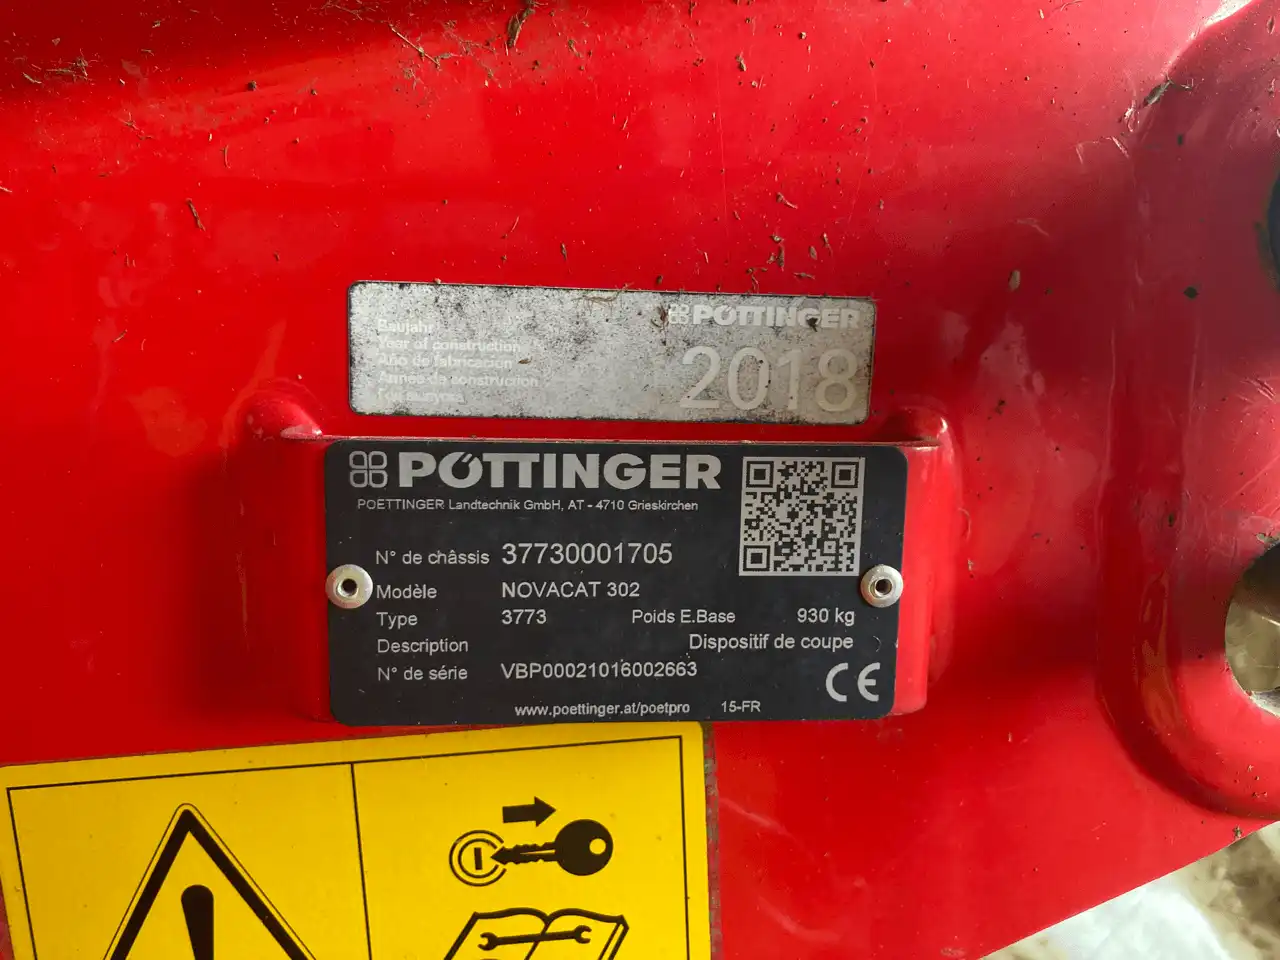 Baujahr
Year of construction
Año de fabricación
Année de construction
PÖTTINGER
2018
PÖTTINGER
POETTINGER Landtechnik GmbH, AT - 4710 Grieskirchen
N° de châssis 37730001705
Modèle NOVACAT 302
Type 3773 Poids E.Base 930 kg
Description Dispositif de coupe
N° de série VBP00021016002663
CE
www.poettinger.at/poetpro 15-FR